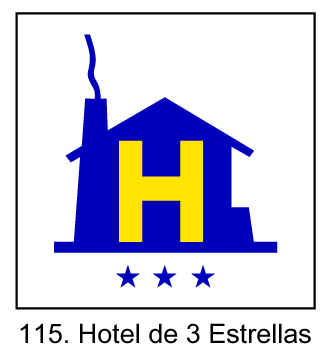 H
115. Hotel de 3 Estrellas